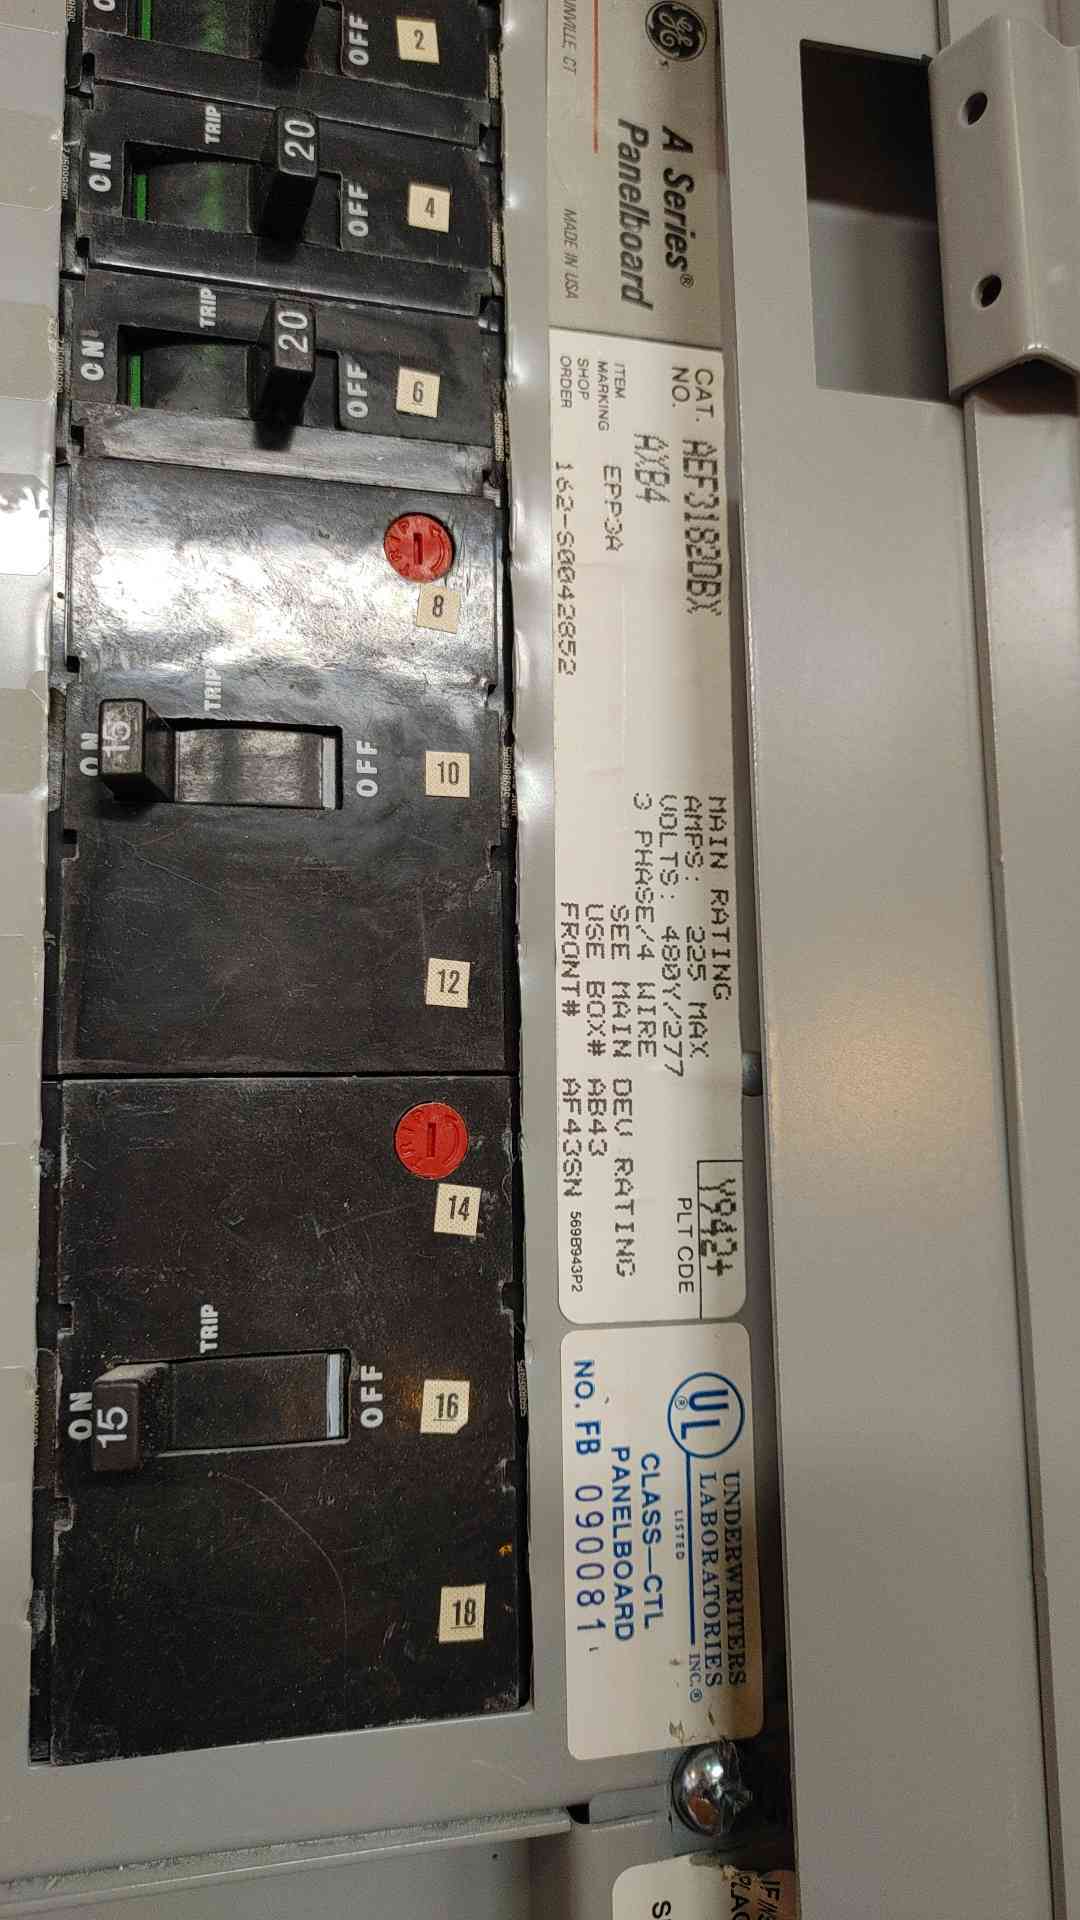 2
OFF
TRIP
20
ON
OFF
4
TRIP
20
ON
OFF
6
TRIP
8
TRIP
ON
15
OFF
10
12
14
TRIP
ON
15
OFF
16
18
GE
A Series®
Panelboard
MADE IN USA
CAT. NO. AEF3182DBX
AXB4
ITEM MARKING EPP3A
SHOP ORDER 162-S0042852
MAIN RATING
AMPS: 225 MAX
VOLTS: 480Y/277
3 PHASE/4 WIRE
SEE MAIN DEV RATING
USE BOX# AB43
FRONT# AF43SN
569B943P2
Y942+
PLT CDE
UL®
UNDERWRITERS
LABORATORIES INC.®
LISTED
CLASS-CTL
PANELBOARD
NO. FB 090081